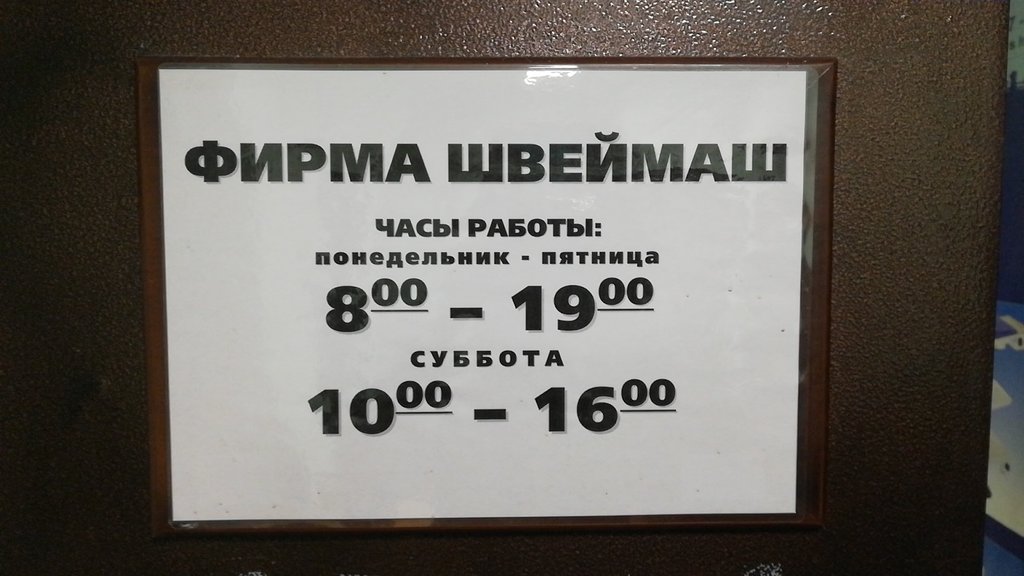 ФИРМА ШВЕЙМАШ
ЧАСЫ РАБОТЫ:
понедельник - пятница
8⁰⁰ – 19⁰⁰
СУББОТА
10⁰⁰ – 16⁰⁰